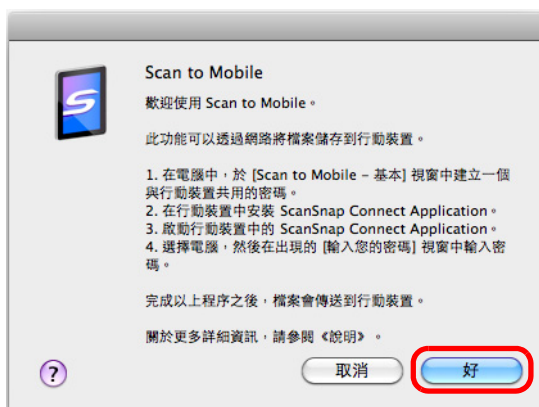 Scan to Mobile
歡迎使用 Scan to Mobile。
此功能可以透過網路將檔案儲存到行動裝置。
1. 在電腦中，於 [Scan to Mobile – 基本] 視窗中建立一個
與行動裝置共用的密碼。
2. 在行動裝置中安裝 ScanSnap Connect Application。
3. 啟動行動裝置中的 ScanSnap Connect Application。
4. 選擇電腦，然後在出現的 [輸入您的密碼] 視窗中輸入密
碼。
完成以上程序之後，檔案會傳送到行動裝置。
關於更多詳細資訊，請參閱《說明》。
? 取消 好